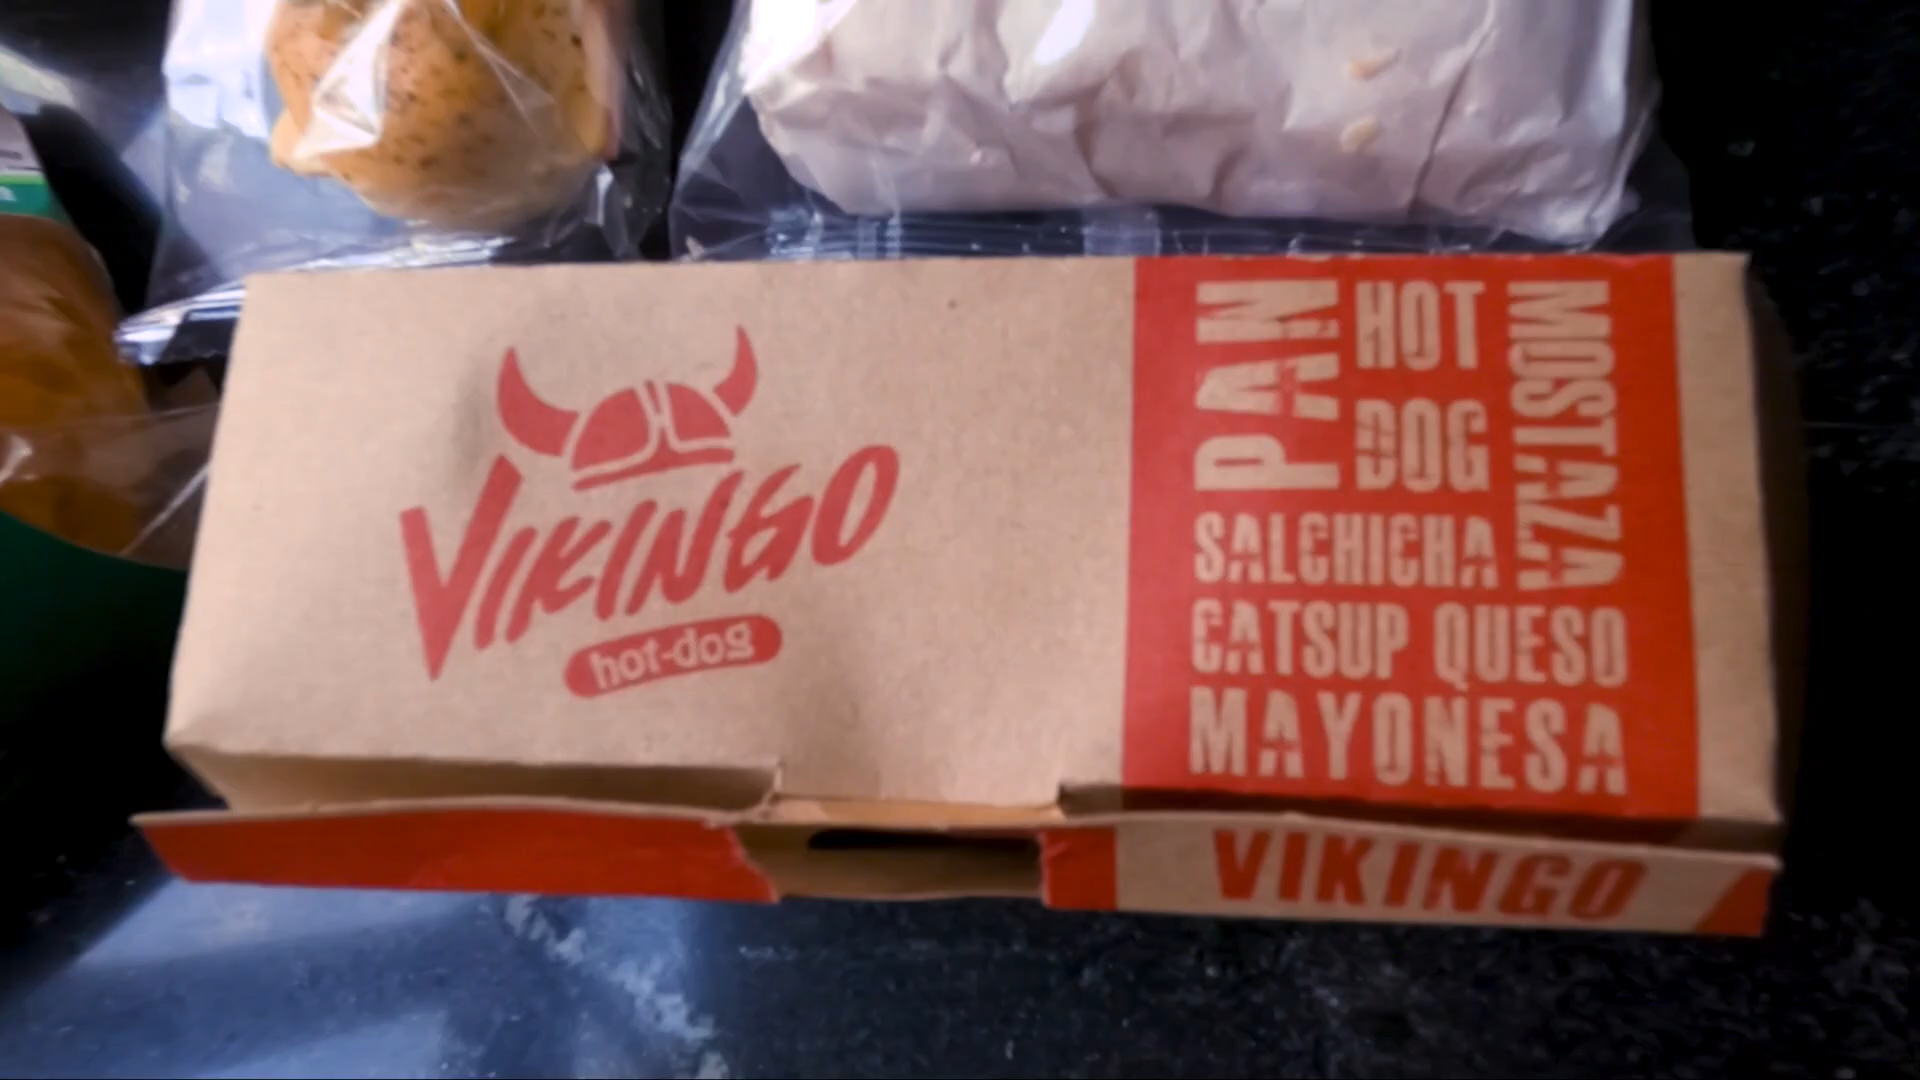 VIKINGO
hot-dog
PAN
HOT
DOG
MOSTAZA
SALCHICHA
CATSUP QUESO
MAYONESA
VIKINGO